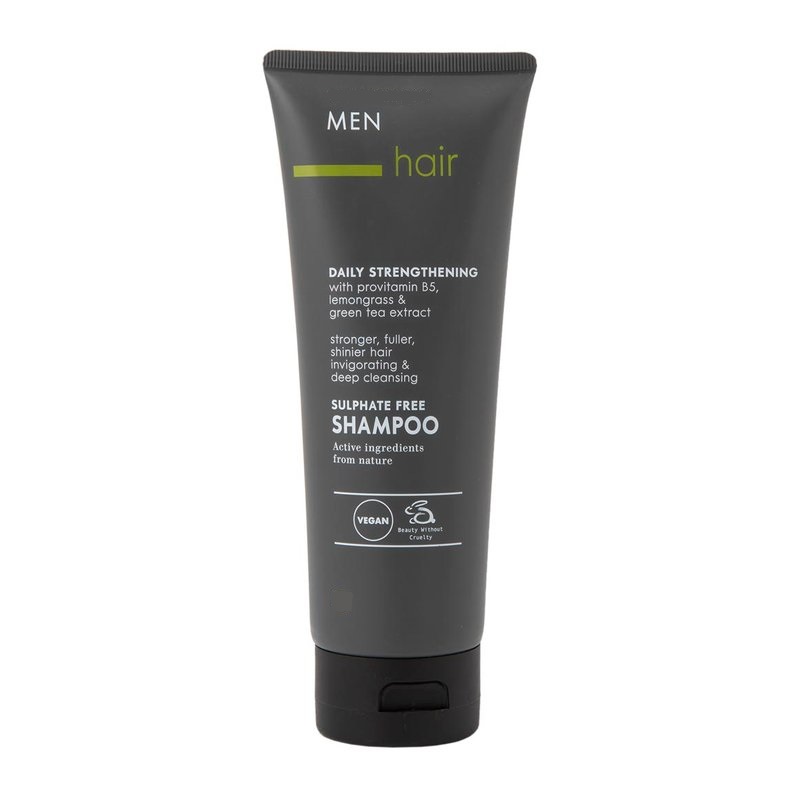 MEN
hair
DAILY STRENGTHENING
with provitamin B5,
lemongrass &
green tea extract
stronger, fuller,
shinier hair
invigorating &
deep cleansing
SULPHATE FREE
SHAMPOO
Active ingredients
from nature
VEGAN
Beauty Without
Cruelty